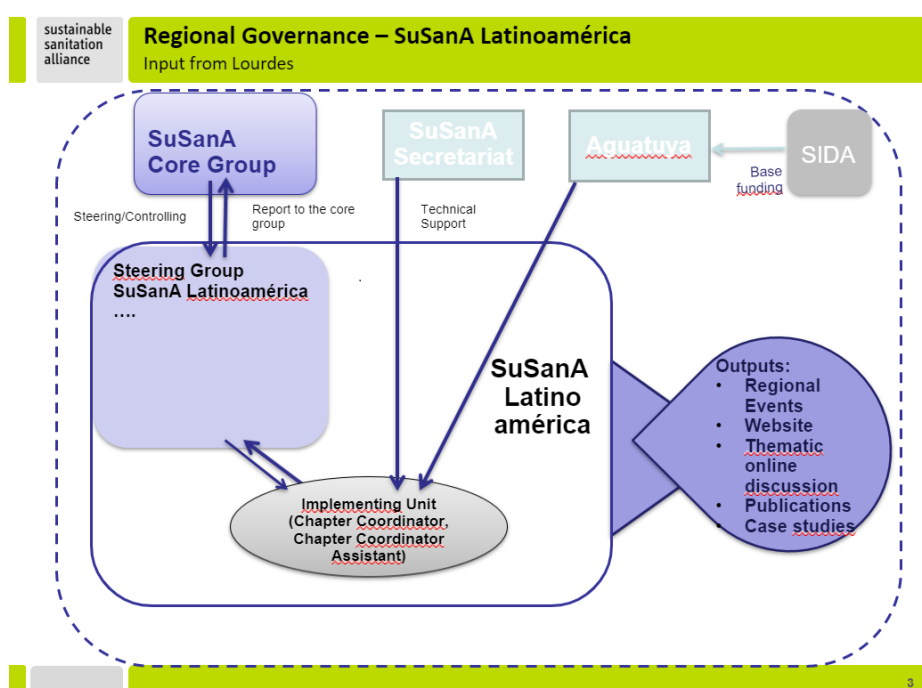 sustainable
sanitation
alliance
Regional Governance – SuSanA Latinoamérica
Input from Lourdes
SuSanA
Core Group
SuSanA
Secretariat
Aguatuya
SIDA
Base
funding
Steering/Controlling
Report to the core
group
Technical
Support
Steering Group
SuSanA Latinoamérica
....
.
SuSanA
Latino
américa
Implementing Unit
(Chapter Coordinator,
Chapter Coordinator
Assistant)
Outputs:
• Regional
Events
• Website
• Thematic
online
discussion
• Publications
• Case studies
3